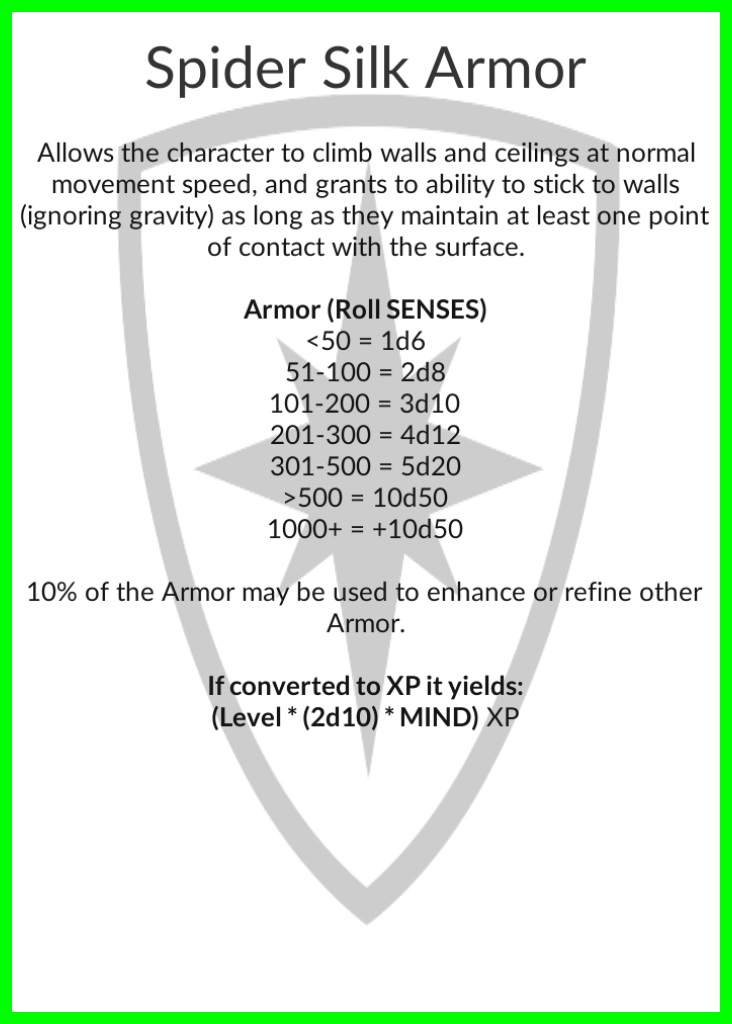 Spider Silk Armor
Allows the character to climb walls and ceilings at normal
movement speed, and grants to ability to stick to walls
(ignoring gravity) as long as they maintain at least one point
of contact with the surface.
Armor (Roll SENSES)
<50 = 1d6
51-100 = 2d8
101-200 = 3d10
201-300 = 4d12
301-500 = 5d20
>500 = 10d50
1000+ = +10d50
10% of the Armor may be used to enhance or refine other
Armor.
If converted to XP it yields:
(Level * (2d10) * MIND) XP